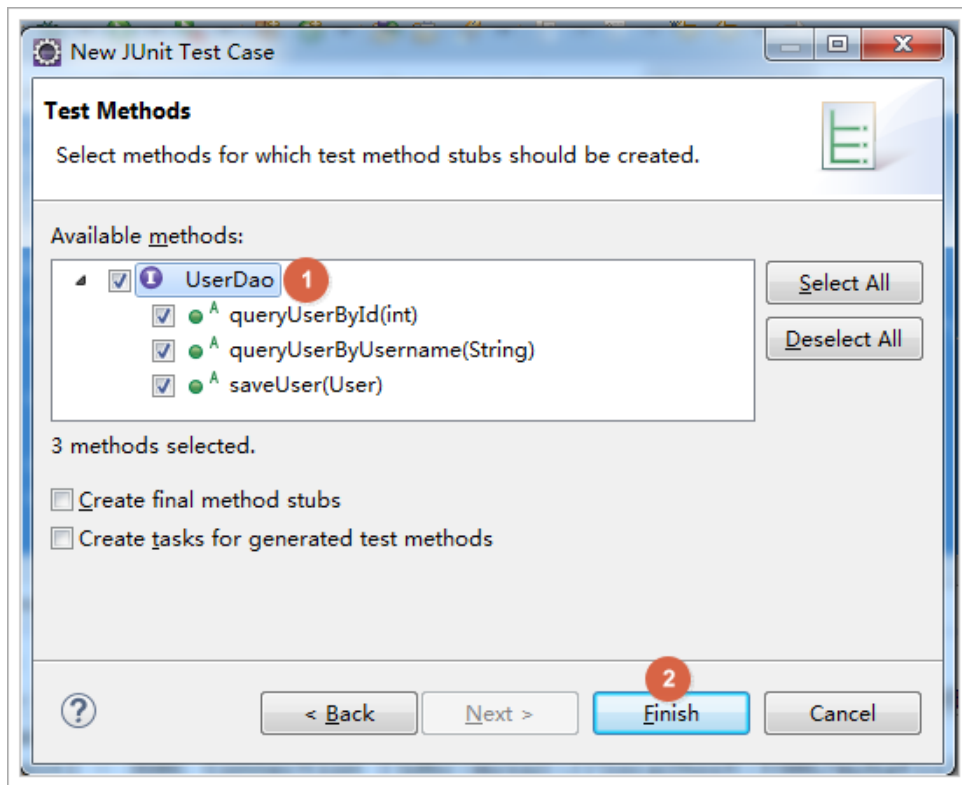 New JUnit Test Case
Test Methods
Select methods for which test method stubs should be created.
Available methods:
I UserDao 1
A queryUserById(int)
A queryUserByUsername(String)
A saveUser(User)
Select All
Deselect All
3 methods selected.
Create final method stubs
Create tasks for generated test methods
2
? < Back Next > Finish Cancel